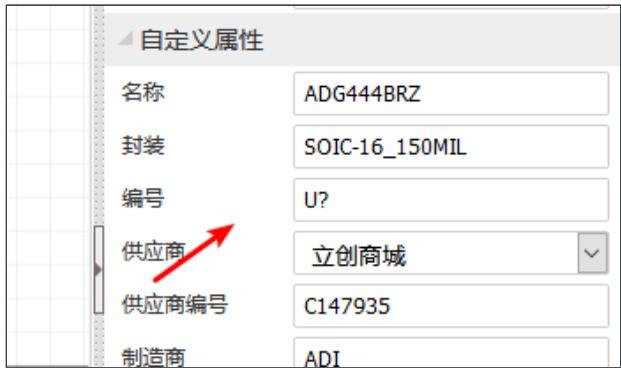 自定义属性
名称 ADG444BRZ
封装 SOIC-16_150MIL
编号 U?
供应商 立创商城
供应商编号 C147935
制造商 ADI